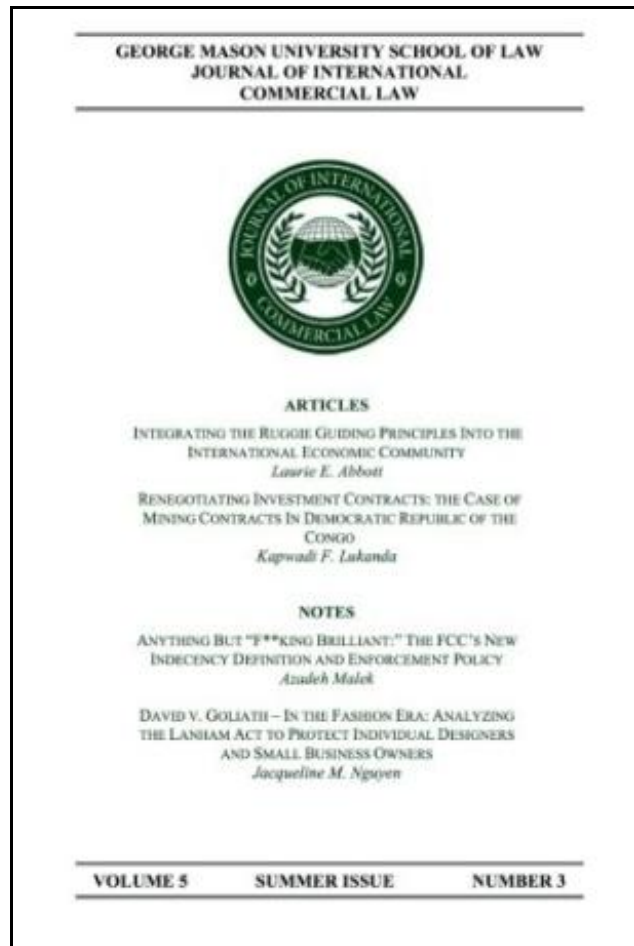 GEORGE MASON UNIVERSITY SCHOOL OF LAW
JOURNAL OF INTERNATIONAL
COMMERCIAL LAW
JOURNAL OF INTERNATIONAL
COMMERCIAL LAW
ARTICLES
INTEGRATING THE RUGGIE GUIDING PRINCIPLES INTO THE
INTERNATIONAL ECONOMIC COMMUNITY
Laurie E. Abbott
RENEGOTIATING INVESTMENT CONTRACTS: THE CASE OF
MINING CONTRACTS IN DEMOCRATIC REPUBLIC OF THE
CONGO
Kapwadi F. Lukanda
NOTES
ANYTHING BUT "F**KING BRILLIANT:" THE FCC'S NEW
INDECENCY DEFINITION AND ENFORCEMENT POLICY
Azadeh Malek
DAVID V. GOLIATH – IN THE FASHION ERA: ANALYZING
THE LANHAM ACT TO PROTECT INDIVIDUAL DESIGNERS
AND SMALL BUSINESS OWNERS
Jacqueline M. Nguyen
VOLUME 5 SUMMER ISSUE NUMBER 3